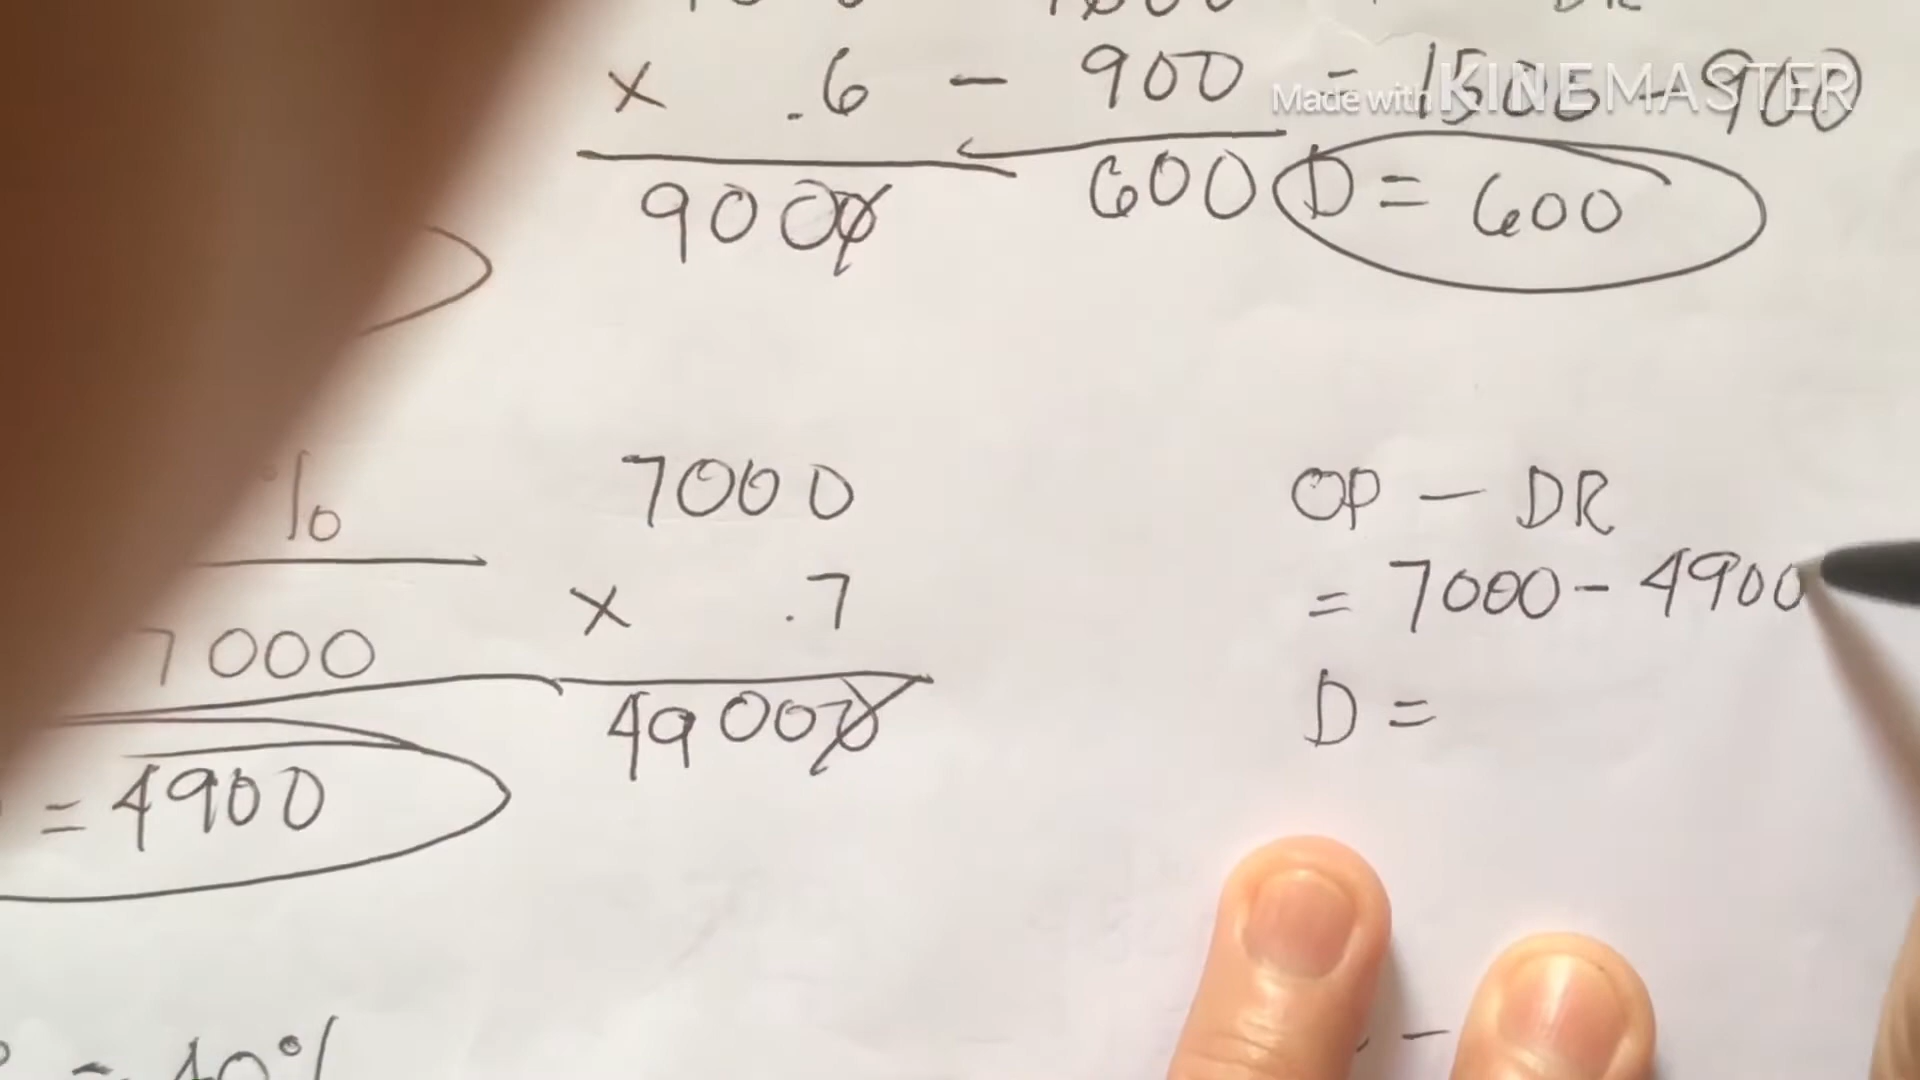 x .6 - 900 = 1500 - 900
Made with KINEMASTER
9000 600 D = 600
% 7000 OP - DR
x .7 = 7000 - 4900
7000
49000 D =
= 4900
= 40%